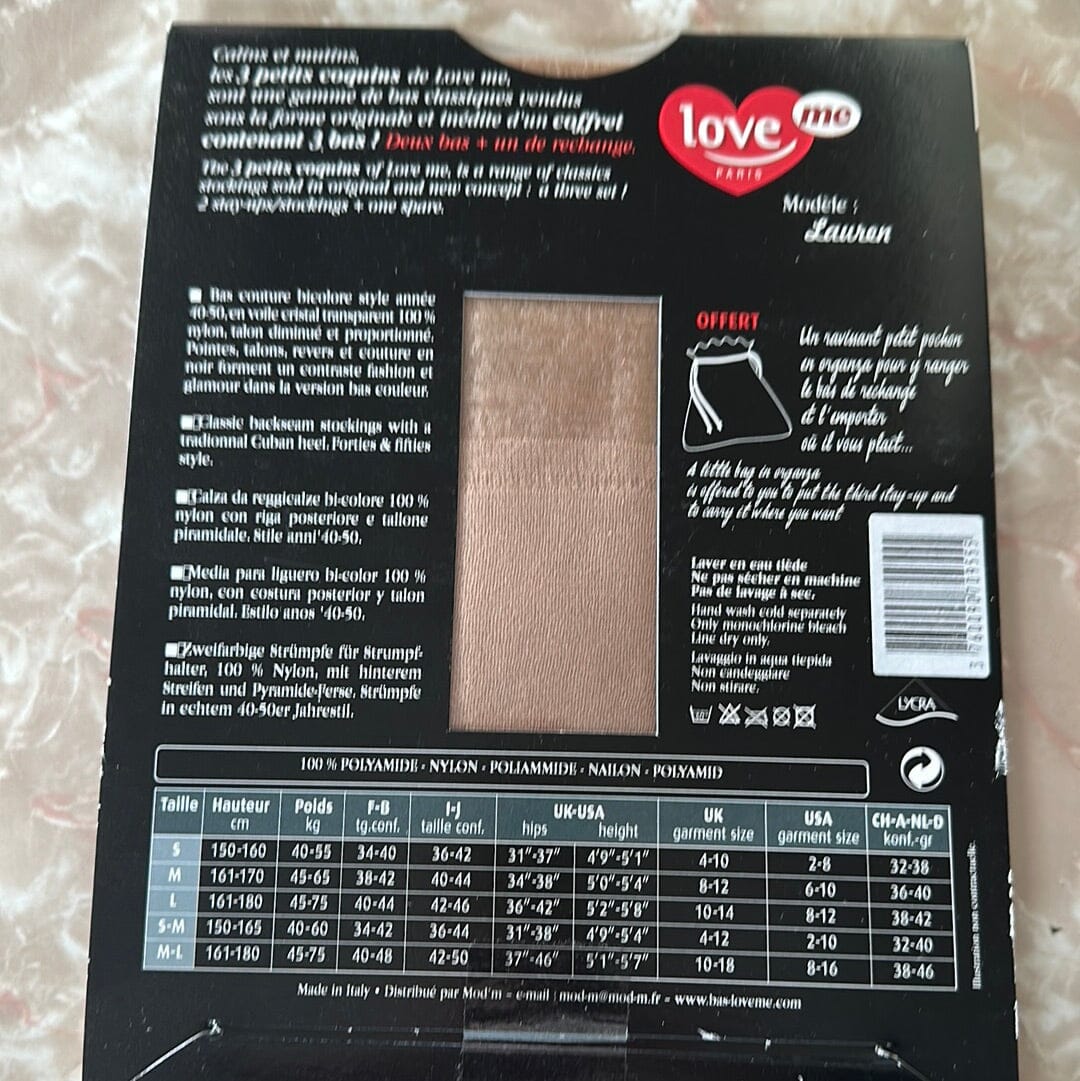 Calins et mutins,
les 3 petits coquins de Love me,
sont une gamme de bas classiques vendus
sous la forme originale et inédite d'un coffret
contenant 3 bas ! Deux bas + un de rechange.
The 3 petits coquins of Love me, is a range of classics
stockings sold in original and new concept : a three set !
2 stay-ups/stockings + one spare.
love me
PARIS
Modèle :
Lauren
Bas couture bicolore style année
40-50, en voile cristal transparent 100 %
nylon, talon diminué et proportionné.
Pointes, talons, revers et couture en
noir forment un contraste fashion et
glamour dans la version bas couleur.
Classic backseam stockings with a
tradionnal Cuban heel. Forties & fifties
style.
Calza da reggicalze bi-colore 100 %
nylon con riga posteriore e tallone
piramidale. Stile anni'40-50.
Media para liguero bi-color 100 %
nylon, con costura posterior y talon
piramidal. Estilo anos '40-50.
Zweifarbige Strümpfe für Strumpf-
halter, 100 % Nylon, mit hinterem
Streifen und Pyramide-Ferse. Strümpfe
in echtem 40-50er Jahrestil.
OFFERT
Un ravissant petit pochon
en organza pour y ranger
le bas de rechange
et l'emporter
où il vous plaît...
A little bag in organza
is offered to you to put the third stay-up and
to carry it where you want
Laver en eau tiède
Ne pas sécher en machine
Pas de lavage à sec.
Hand wash cold separately
Only monochlorine bleach
Line dry only.
Lavaggio in aqua tiepida
Non candeggiare
Non stirare.
LYCRA
100 % POLYAMIDE - NYLON - POLIAMMIDE - NAILON - POLYAMID
Taille Hauteur cm Poids kg F-B tg.conf. I-J taille conf. UK-USA hips height UK garment size USA garment size CH-A-NL-D konf.-gr
S 150-160 40-55 34-40 36-42 31"-37" 4'9"-5'1" 4-10 2-8 32-38
M 161-170 45-65 38-42 40-44 34"-38" 5'0"-5'4" 8-12 6-10 36-40
L 161-180 45-75 40-44 42-46 36"-42" 5'2"-5'8" 10-14 8-12 38-42
S-M 150-165 40-60 34-42 36-44 31"-38" 4'9"-5'4" 4-12 2-10 32-40
M-L 161-180 45-75 40-48 42-50 37"-46" 5'1"-5'7" 10-18 8-16 38-46
Illustration non contractuelle.
Made in Italy • Distribué par Mod'm - e-mail : mod-m@mod-m.fr - www.bas-loveme.com